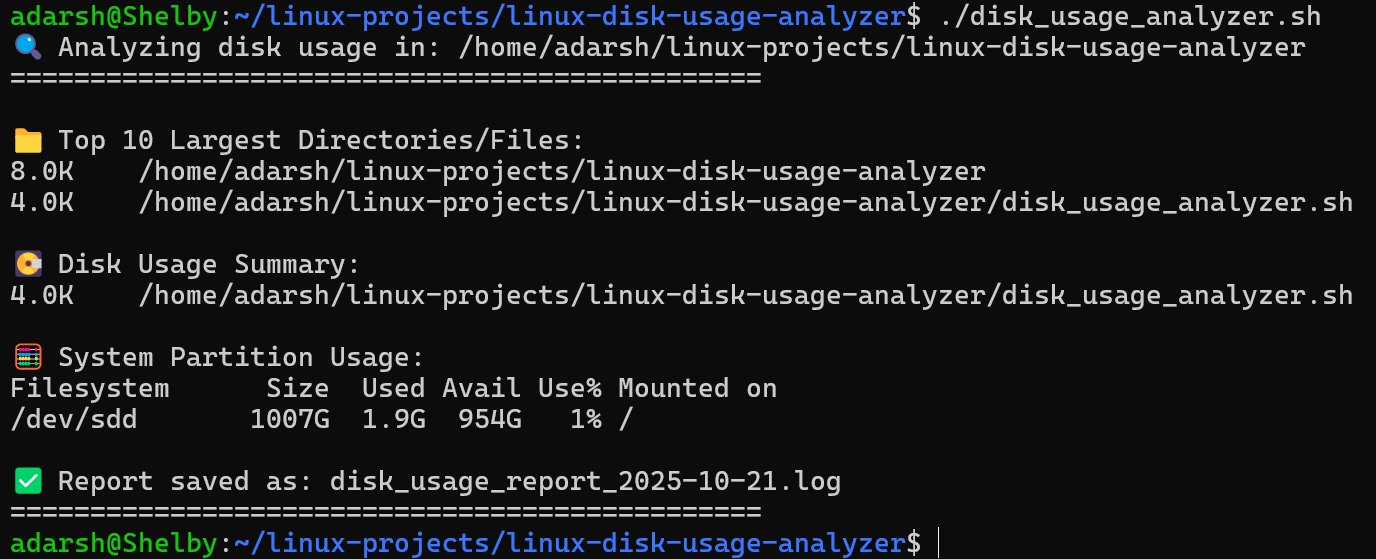 adarsh@Shelby:~/linux-projects/linux-disk-usage-analyzer$ ./disk_usage_analyzer.sh
🔍 Analyzing disk usage in: /home/adarsh/linux-projects/linux-disk-usage-analyzer
===============================================
📁 Top 10 Largest Directories/Files:
8.0K    /home/adarsh/linux-projects/linux-disk-usage-analyzer
4.0K    /home/adarsh/linux-projects/linux-disk-usage-analyzer/disk_usage_analyzer.sh
💽 Disk Usage Summary:
4.0K    /home/adarsh/linux-projects/linux-disk-usage-analyzer/disk_usage_analyzer.sh
🧮 System Partition Usage:
Filesystem      Size  Used Avail Use% Mounted on
/dev/sdd       1007G  1.9G  954G   1% /
✅ Report saved as: disk_usage_report_2025-10-21.log
===============================================
adarsh@Shelby:~/linux-projects/linux-disk-usage-analyzer$